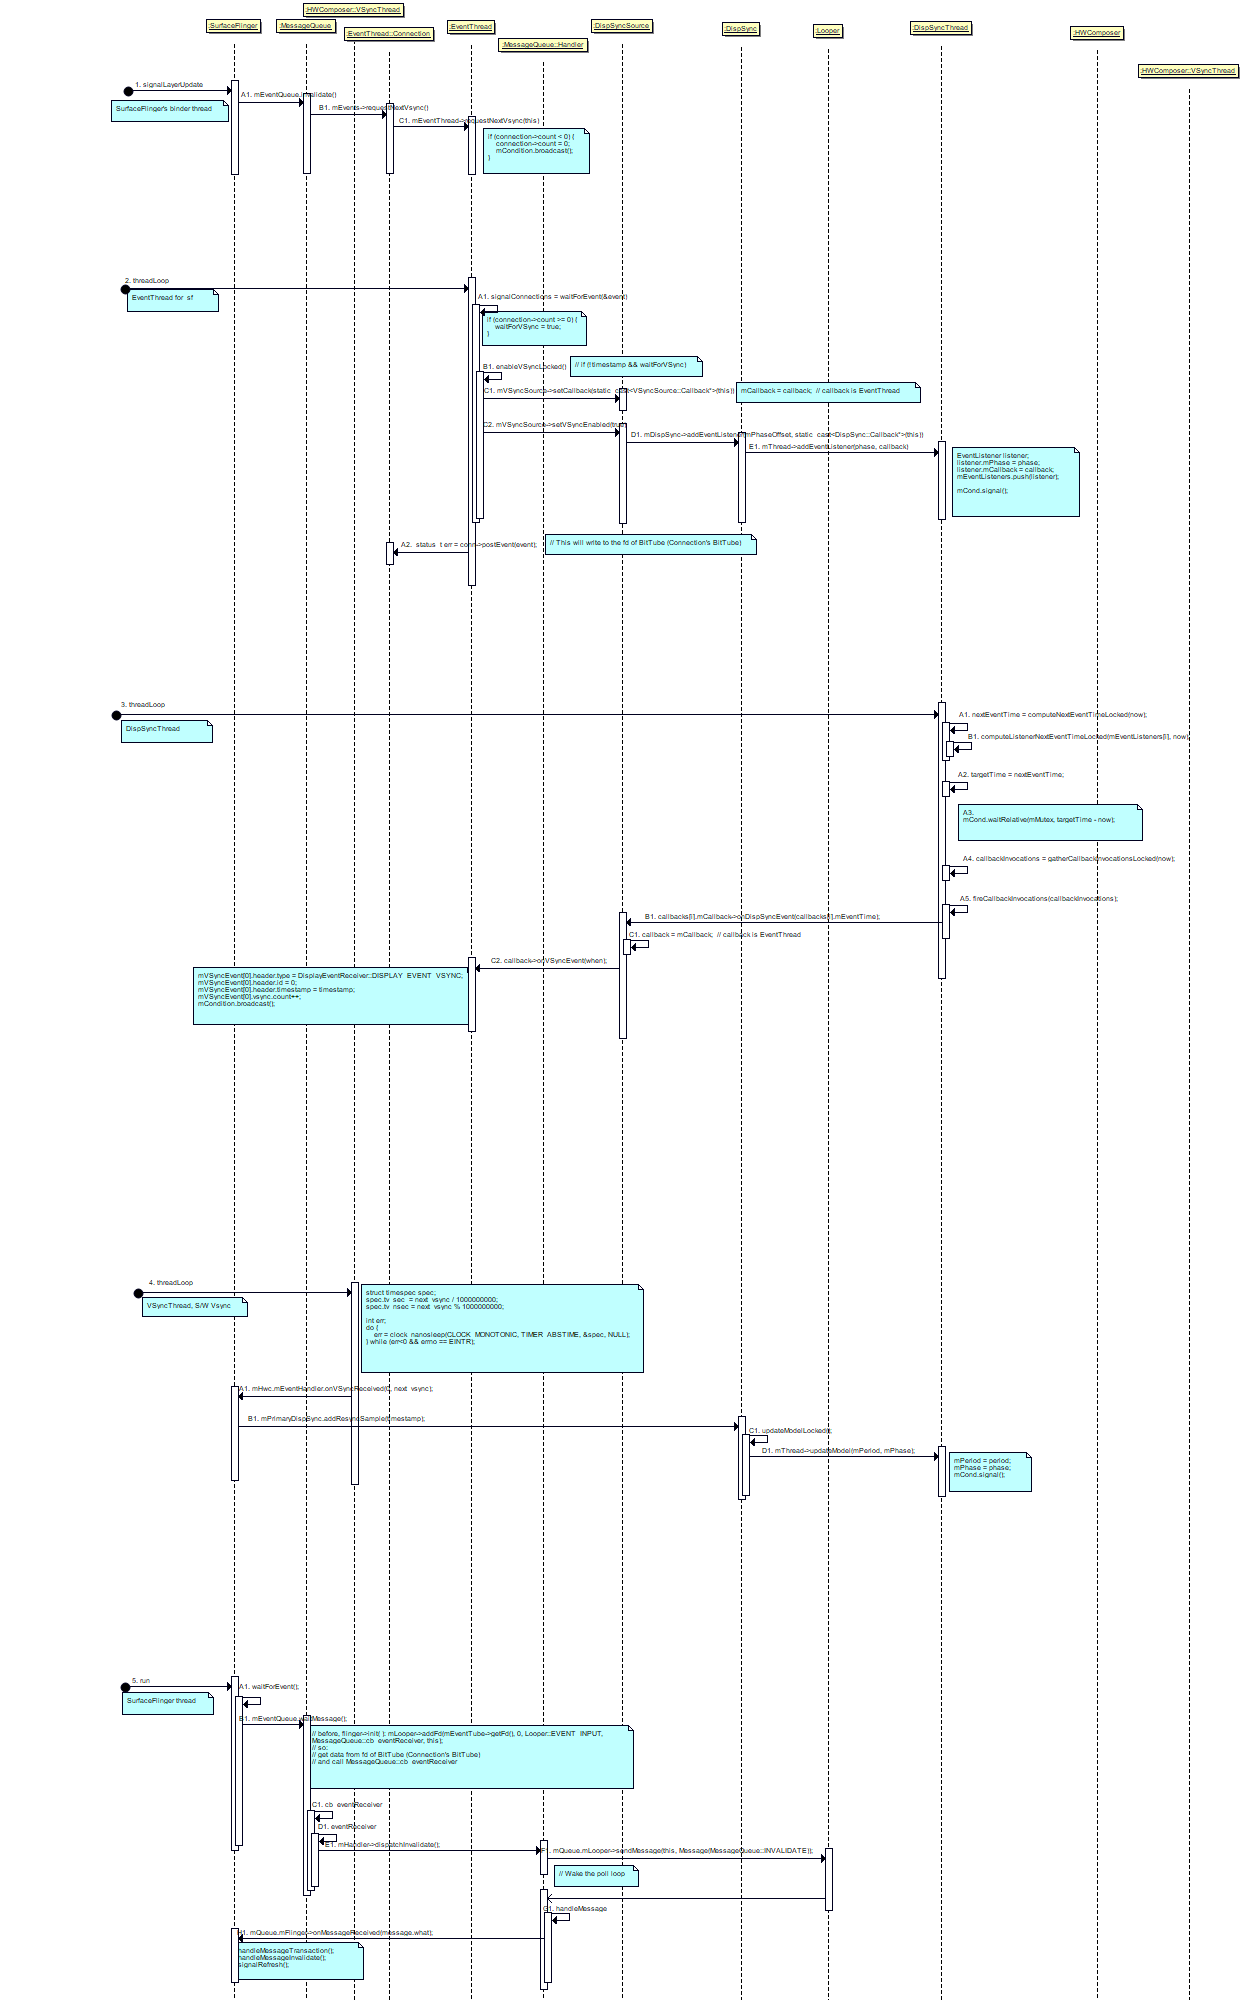 :HWComposer::VSyncThread
:SurfaceFlinger
:MessageQueue
:EventThread::Connection
:EventThread
:MessageQueue::Handler
:DispSyncSource
:DispSync
:Looper
:DispSyncThread
:HWComposer
:HWComposer::VSyncThread
1. signalLayerUpdate
SurfaceFlinger's binder thread
A1. mEventQueue.invalidate()
B1. mEvents->requestNextVsync()
C1. mEventThread->requestNextVsync(this)
if (connection->count < 0) {
connection->count = 0;
mCondition.broadcast();
}
2. threadLoop
EventThread for sf
A1. signalConnections = waitForEvent(&event)
if (connection->count >= 0) {
waitForVSync = true;
}
B1. enableVSyncLocked()
// if (!timestamp && waitForVSync)
C1. mVSyncSource->setCallback(static_cast<VSyncSource::Callback*>(this))
mCallback = callback; // callback is EventThread
C2. mVSyncSource->setVSyncEnabled(true)
D1. mDispSync->addEventListener(mPhaseOffset, static_cast<DispSync::Callback*>(this))
E1. mThread->addEventListener(phase, callback)
EventListener listener;
listener.mPhase = phase;
listener.mCallback = callback;
mEventListeners.push(listener);
mCond.signal();
A2. status_t err = conn->postEvent(event);
// This will write to the fd of BitTube (Connection's BitTube)
3. threadLoop
DispSyncThread
A1. nextEventTime = computeNextEventTimeLocked(now);
B1. computeListenerNextEventTimeLocked(mEventListeners[i], now)
A2. targetTime = nextEventTime;
A3.
mCond.waitRelative(mMutex, targetTime - now);
A4. callbackInvocations = gatherCallbackInvocationsLocked(now);
A5. fireCallbackInvocations(callbackInvocations);
B1. callbacks[i].mCallback->onDispSyncEvent(callbacks[i].mEventTime);
C1. callback = mCallback; // callback is EventThread
C2. callback->onVSyncEvent(when);
mVSyncEvent[0].header.type = DisplayEventReceiver::DISPLAY_EVENT_VSYNC;
mVSyncEvent[0].header.id = 0;
mVSyncEvent[0].header.timestamp = timestamp;
mVSyncEvent[0].vsync.count++;
mCondition.broadcast();
4. threadLoop
VSyncThread, S/W Vsync
struct timespec spec;
spec.tv_sec = next_vsync / 1000000000;
spec.tv_nsec = next_vsync % 1000000000;
int err;
do {
err = clock_nanosleep(CLOCK_MONOTONIC, TIMER_ABSTIME, &spec, NULL);
} while (err<0 && errno == EINTR);
A1. mHwc.mEventHandler.onVSyncReceived(0, next_vsync);
B1. mPrimaryDispSync.addResyncSample(timestamp);
C1. updateModelLocked();
D1. mThread->updateModel(mPeriod, mPhase);
mPeriod = period;
mPhase = phase;
mCond.signal();
5. run
SurfaceFlinger thread
A1. waitForEvent();
B1. mEventQueue.waitMessage();
// before, flinger->init( ): mLooper->addFd(mEventTube->getFd(), 0, Looper::EVENT_INPUT,
MessageQueue::cb_eventReceiver, this);
// so:
// get data from fd of BitTube (Connection's BitTube)
// and call MessageQueue::cb_eventReceiver
C1. cb_eventReceiver
D1. eventReceiver
E1. mHandler->dispatchInvalidate();
F1. mQueue.mLooper->sendMessage(this, Message(MessageQueue::INVALIDATE));
// Wake the poll loop
G1. handleMessage
H1. mQueue.mFlinger->onMessageReceived(message.what);
handleMessageTransaction();
handleMessageInvalidate();
signalRefresh();